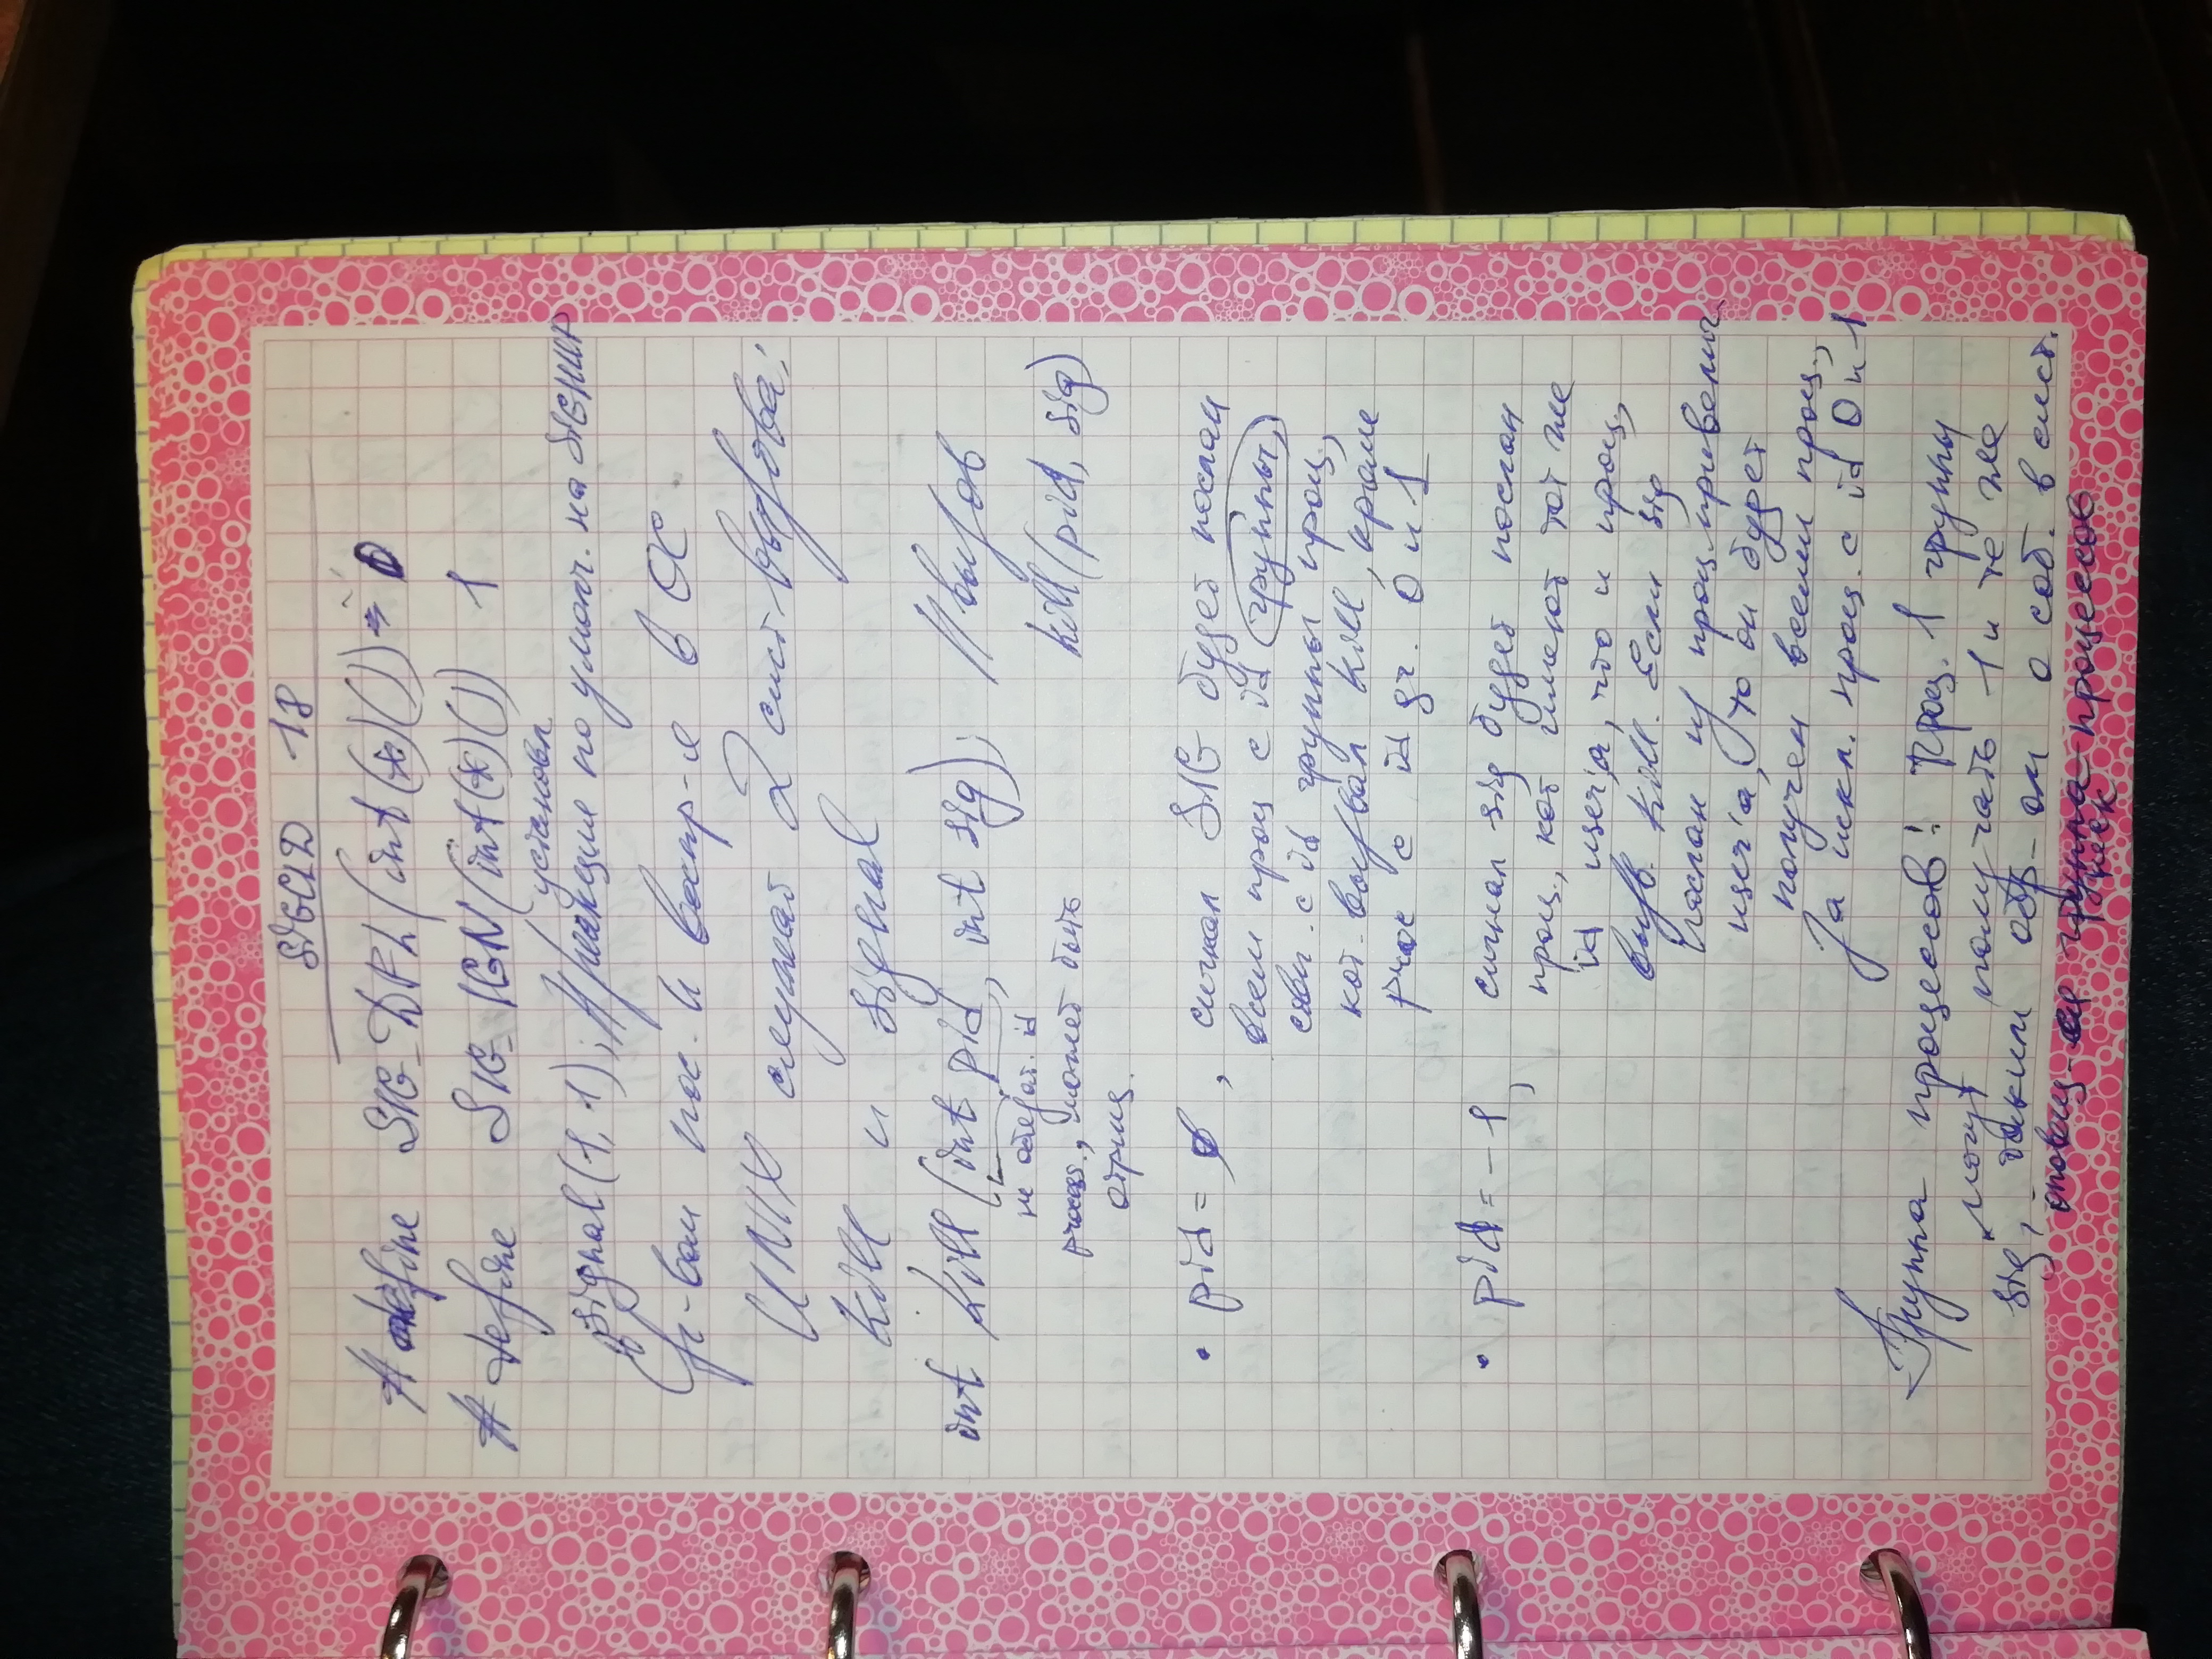 SIGCLD 18
#define SIG_DFL(int(*)()) 0
#define SIG_IGN(int(*)()) 1
установл.
signal(1,1); // реакция по умолч. на SIGHUP
Ср-вом пос. и воспр-я в ОС
UNIX служат 2 сист. вызова:
kill и signal
int kill(int pid, int sig); // вызов
не обязат. id
process., может быть kill(pid, sig)
отриц.
• pid = 0, сигнал SIG будет послан
всем проц с id группы,
совп. с id группы проц.,
кот. вызвал kill, кроме
proc с id gr. 0 и 1
• pid = -1, сигнал sig будет послан
проц., кот имеют тот же
id user'a, что и проц.,
вызв. kill. Если sig
послан из проц. привелич.
user'a, то он будет
получен всеми проц.,
За искл. проц. с id 0 и 1
Группа процессов: Проц. 1 группы
могут получать 1 и те же
sig, таким обр-ом о соб. в сист.
оповещ-ся группа процессов
неск